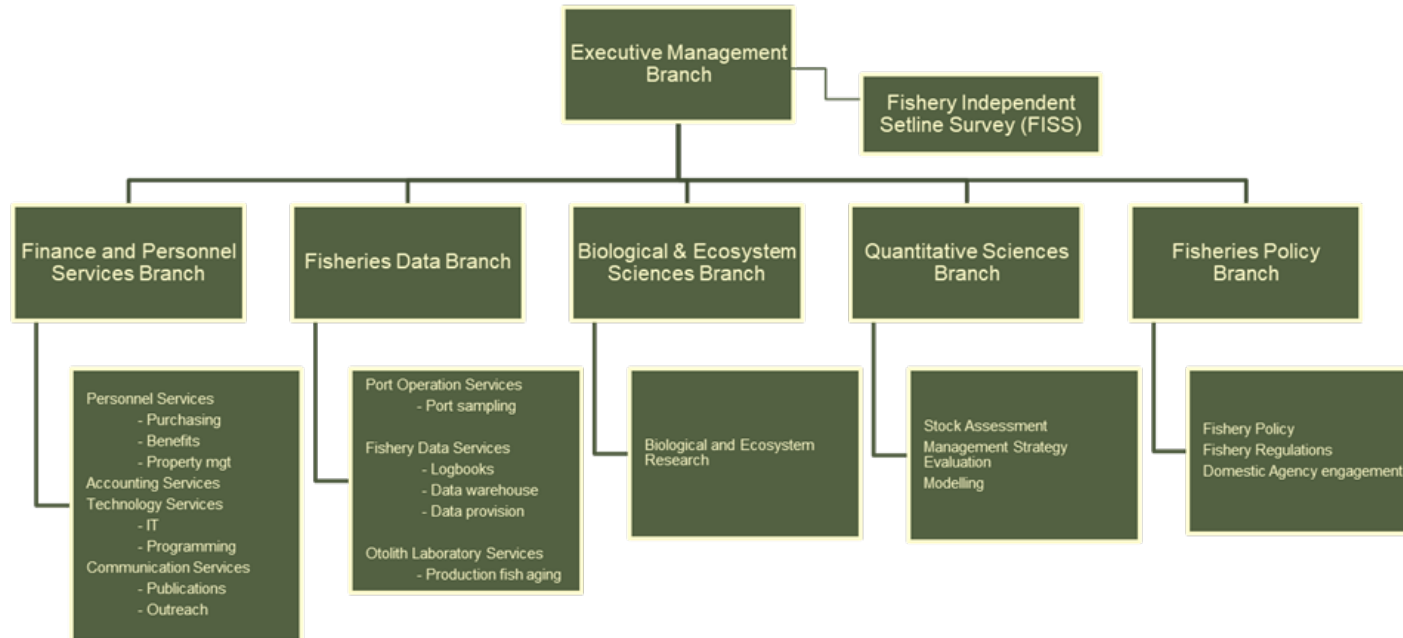 Executive Management
Branch
Fishery Independent
Setline Survey (FISS)
Finance and Personnel
Services Branch
Fisheries Data Branch
Biological & Ecosystem
Sciences Branch
Quantitative Sciences
Branch
Fisheries Policy
Branch
Personnel Services
- Purchasing
- Benefits
- Property mgt
Accounting Services
Technology Services
- IT
- Programming
Communication Services
- Publications
- Outreach
Port Operation Services
- Port sampling
Fishery Data Services
- Logbooks
- Data warehouse
- Data provision
Otolith Laboratory Services
- Production fish aging
Biological and Ecosystem
Research
Stock Assessment
Management Strategy
Evaluation
Modelling
Fishery Policy
Fishery Regulations
Domestic Agency engagement